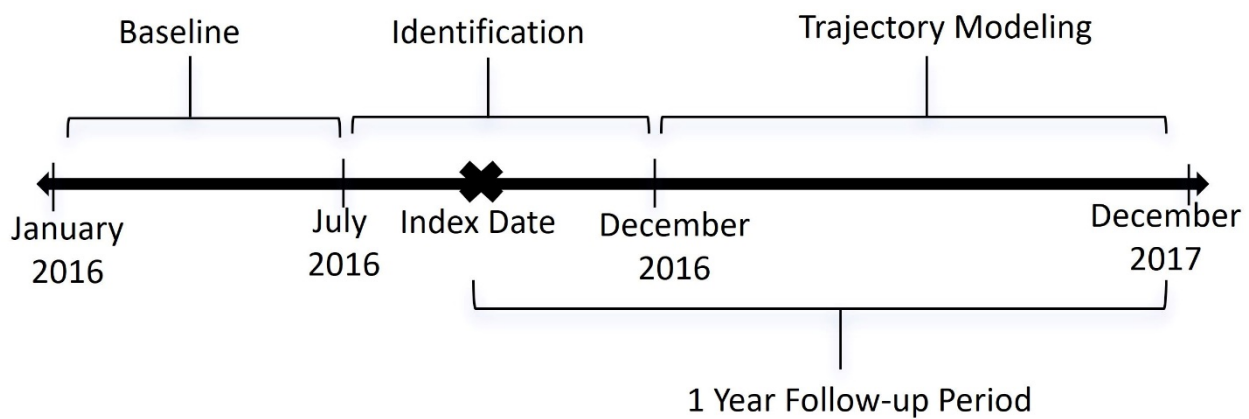 Baseline
Identification
Trajectory Modeling
January
2016
July
2016
Index Date
December
2016
December
2017
1 Year Follow-up Period